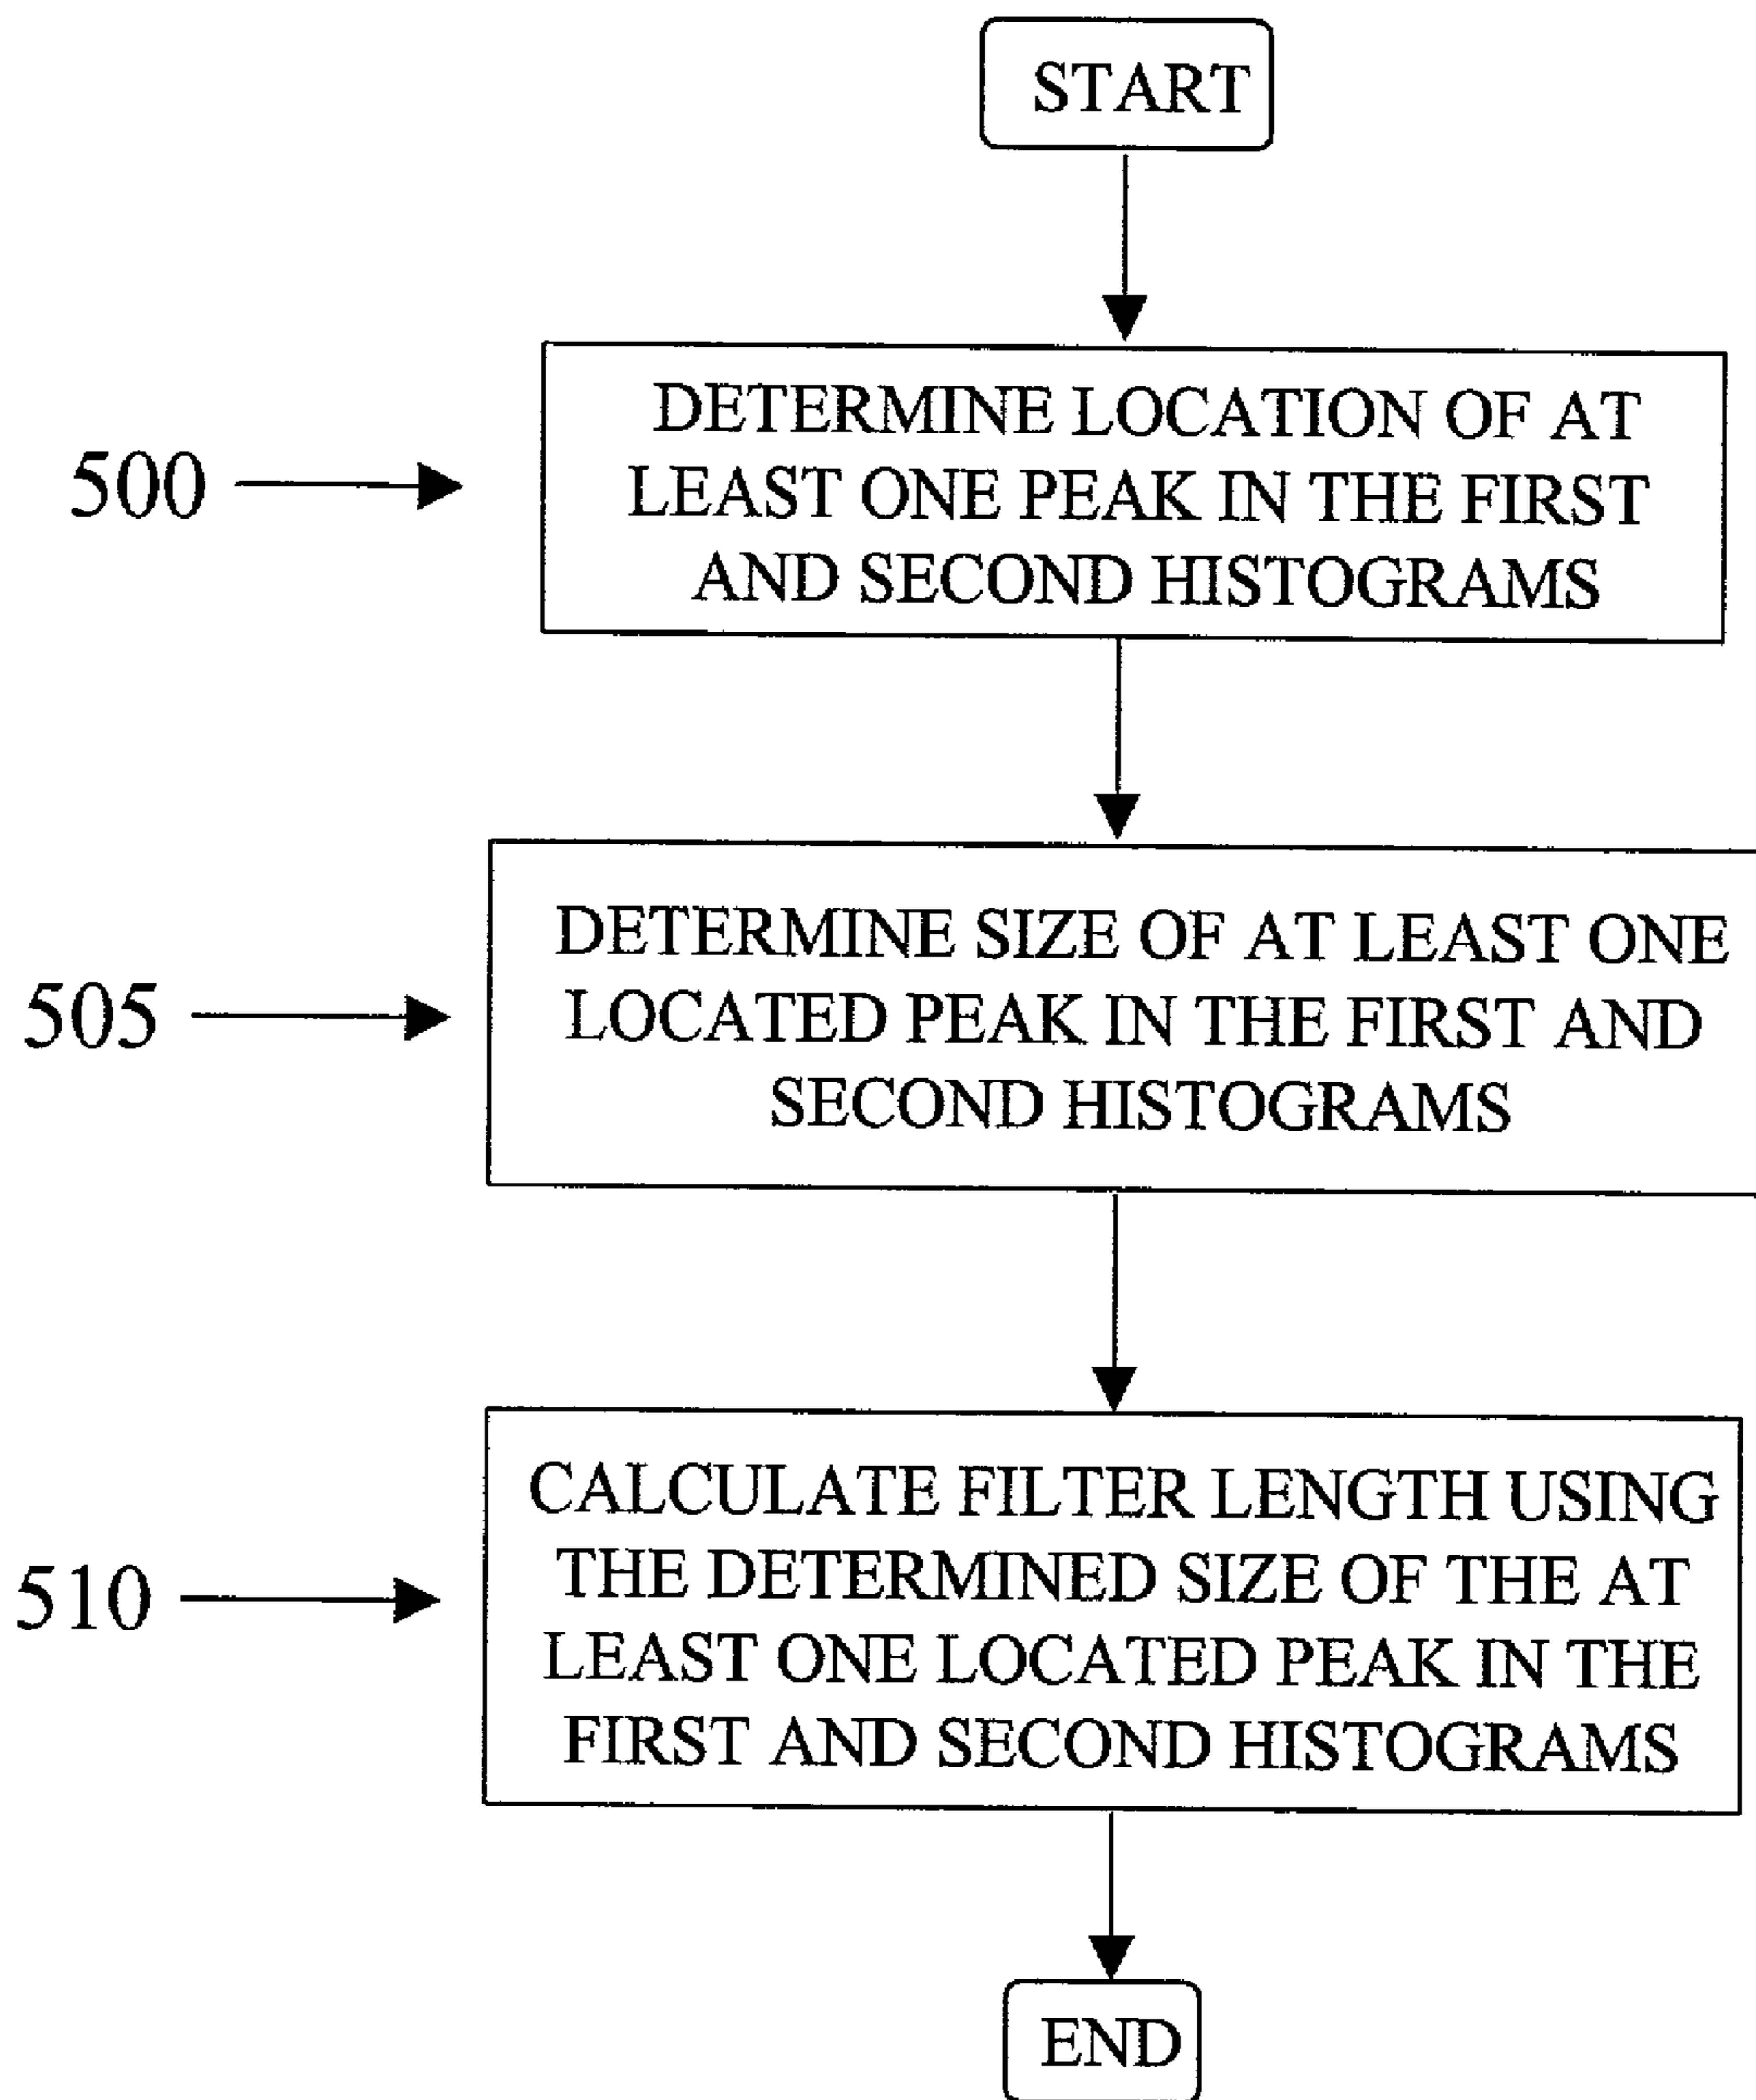 START
500
DETERMINE LOCATION OF AT
LEAST ONE PEAK IN THE FIRST
AND SECOND HISTOGRAMS
505
DETERMINE SIZE OF AT LEAST ONE
LOCATED PEAK IN THE FIRST AND
SECOND HISTOGRAMS
510
CALCULATE FILTER LENGTH USING
THE DETERMINED SIZE OF THE AT
LEAST ONE LOCATED PEAK IN THE
FIRST AND SECOND HISTOGRAMS
END